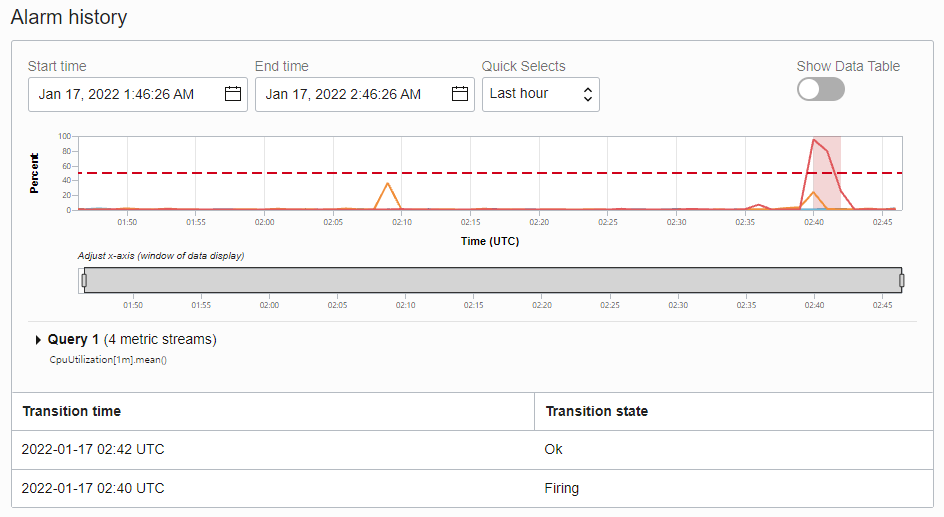 Alarm history
Start time
End time
Quick Selects
Show Data Table
Jan 17, 2022 1:46:26 AM
Jan 17, 2022 2:46:26 AM
Last hour
Percent
100
80
60
40
20
0
01:50 01:55 02:00 02:05 02:10 02:15 02:20 02:25 02:30 02:35 02:40 02:45
Time (UTC)
Adjust x-axis (window of data display)
01:50 01:55 02:00 02:05 02:10 02:15 02:20 02:25 02:30 02:35 02:40 02:45
Query 1 (4 metric streams)
CpuUtilization[1m].mean()
Transition time Transition state
2022-01-17 02:42 UTC Ok
2022-01-17 02:40 UTC Firing